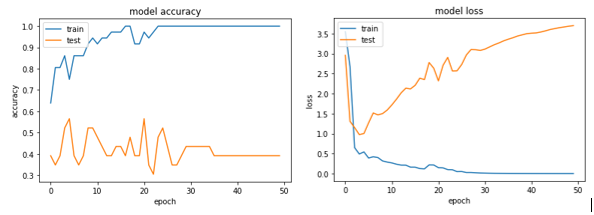 model accuracy
train
test
1.0
0.9
0.8
0.7
0.6
0.5
0.4
0.3
accuracy
0
10
20
30
40
50
epoch
model loss
train
test
3.5
3.0
2.5
2.0
1.5
1.0
0.5
0.0
loss
0
10
20
30
40
50
epoch